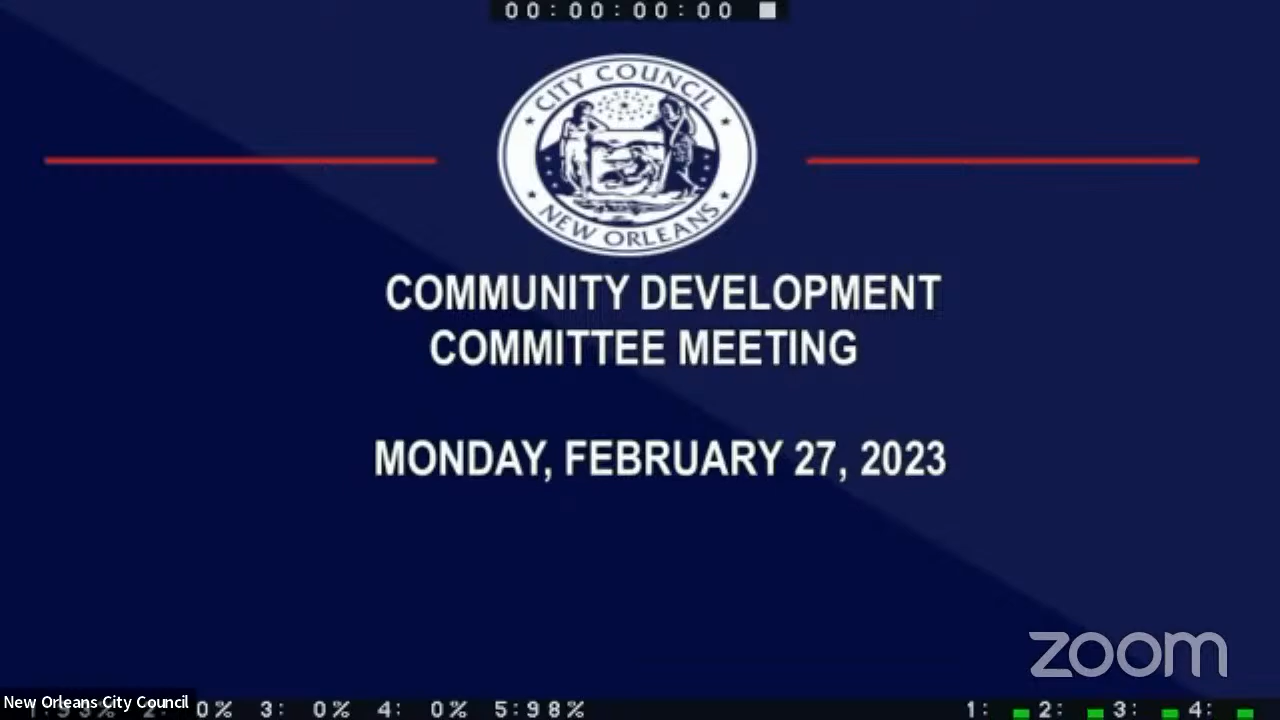 00:00:00:00
CITY COUNCIL
NEW ORLEANS
COMMUNITY DEVELOPMENT
COMMITTEE MEETING
MONDAY, FEBRUARY 27, 2023
zoom
New Orleans City Council
0% 3: 0% 4: 0% 5:98% 1: 2: 3: 4: